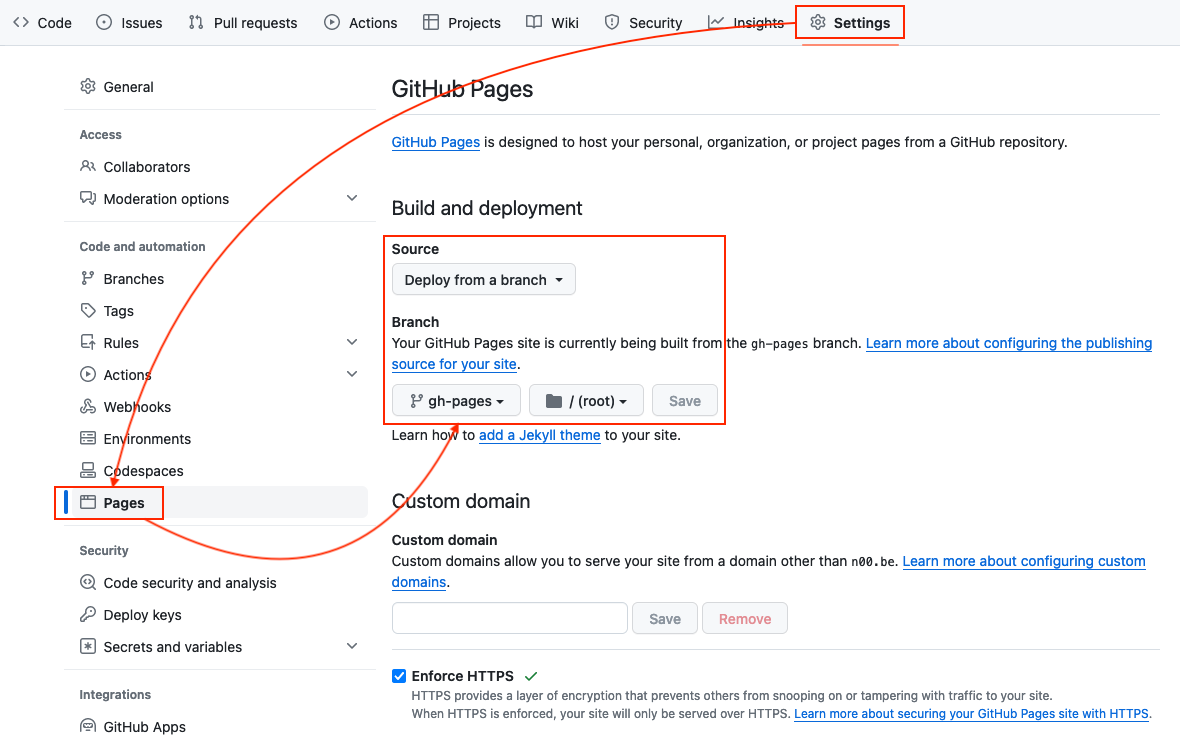 Code Issues Pull requests Actions Projects Wiki Security Insights Settings
General
Access
Collaborators
Moderation options
Code and automation
Branches
Tags
Rules
Actions
Webhooks
Environments
Codespaces
Pages
Security
Code security and analysis
Deploy keys
Secrets and variables
Integrations
GitHub Apps
GitHub Pages
GitHub Pages is designed to host your personal, organization, or project pages from a GitHub repository.
Build and deployment
Source
Deploy from a branch
Branch
Your GitHub Pages site is currently being built from the gh-pages branch. Learn more about configuring the publishing
source for your site.
gh-pages / (root) Save
Learn how to add a Jekyll theme to your site.
Custom domain
Custom domain
Custom domains allow you to serve your site from a domain other than n00.be. Learn more about configuring custom
domains.
Save Remove
Enforce HTTPS
HTTPS provides a layer of encryption that prevents others from snooping on or tampering with traffic to your site.
When HTTPS is enforced, your site will only be served over HTTPS. Learn more about securing your GitHub Pages site with HTTPS.